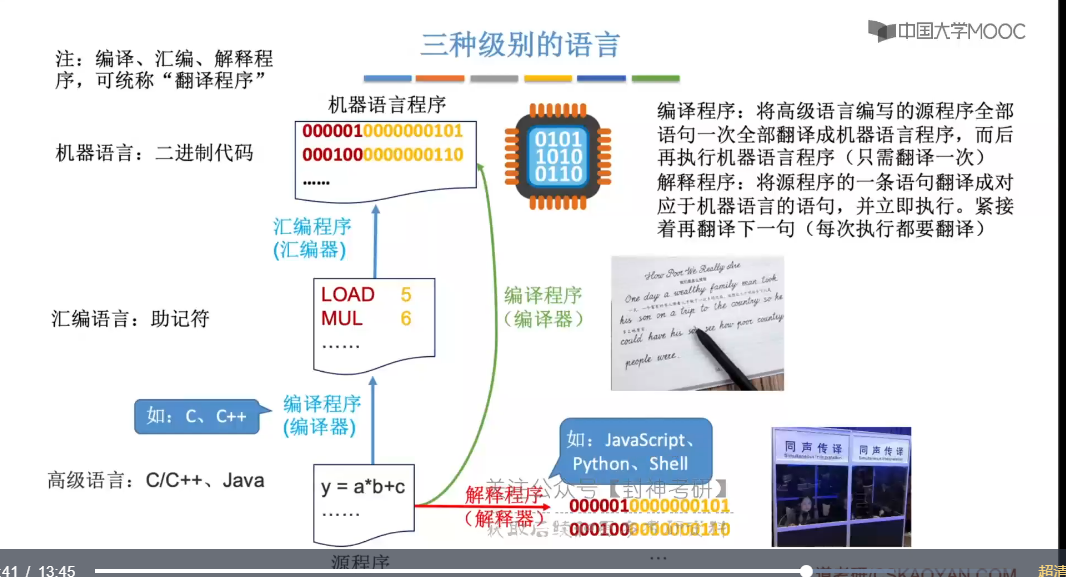 中国大学MOOC
三种级别的语言
注：编译、汇编、解释程
序，可统称“翻译程序”
机器语言程序
机器语言：二进制代码
0000010000000101
0001000000000110
......
0101
1010
0110
编译程序：将高级语言编写的源程序全部
语句一次全部翻译成机器语言程序，而后
再执行机器语言程序（只需翻译一次）
解释程序：将源程序的一条语句翻译成对
应于机器语言的语句，并立即执行。紧接
着再翻译下一句（每次执行都要翻译）
汇编程序
(汇编器)
汇编语言：助记符
LOAD 5
MUL 6
……
编译程序
（编译器）
How Poor We Really Are
One day a wealthy family man took
his son on a trip to the country so he
could have his son see how poor country
people were.
如：C、C++
编译程序
(编译器)
高级语言：C/C++、Java
y = a*b+c
……
源程序
如：JavaScript、
Python、Shell
关注公众号【封神考研】
解释程序
（解释器）
0000010000000101
0001000000000110
…
同声传译
同声传译
:41 / 13:45
CSKAOYAN.COM
超清